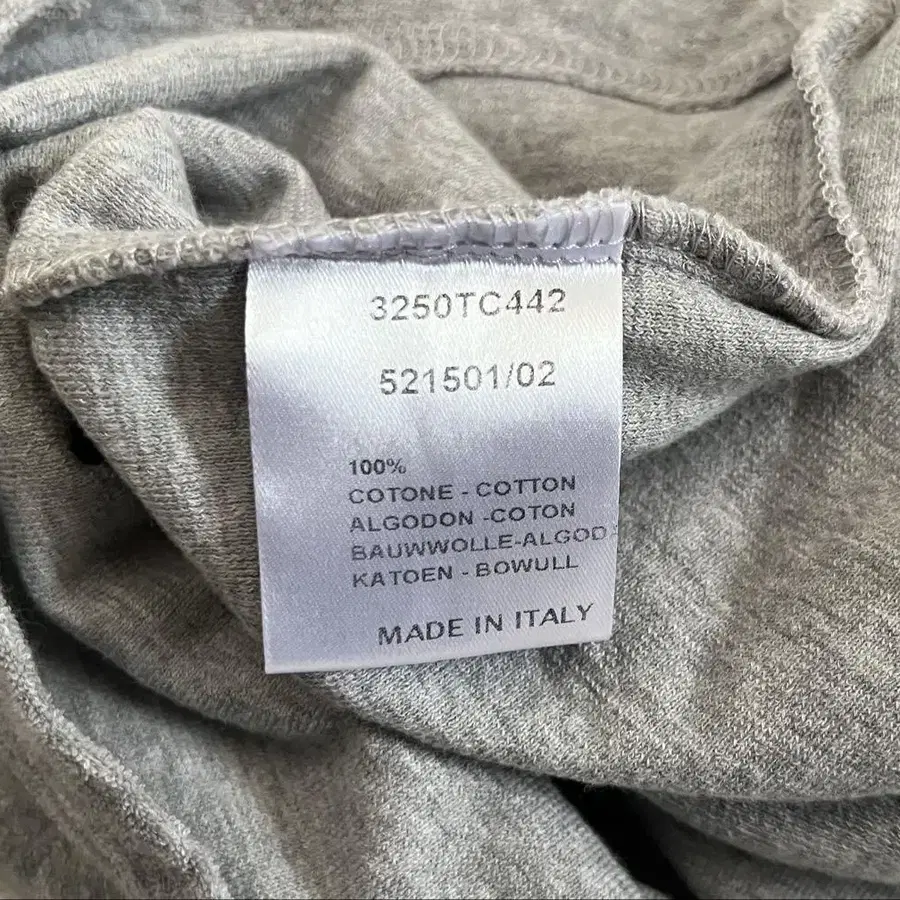 3250TC442
521501/02
100%
COTONE - COTTON
ALGODON -COTON
BAUWWOLLE-ALGOD
KATOEN - BOWULL
MADE IN ITALY